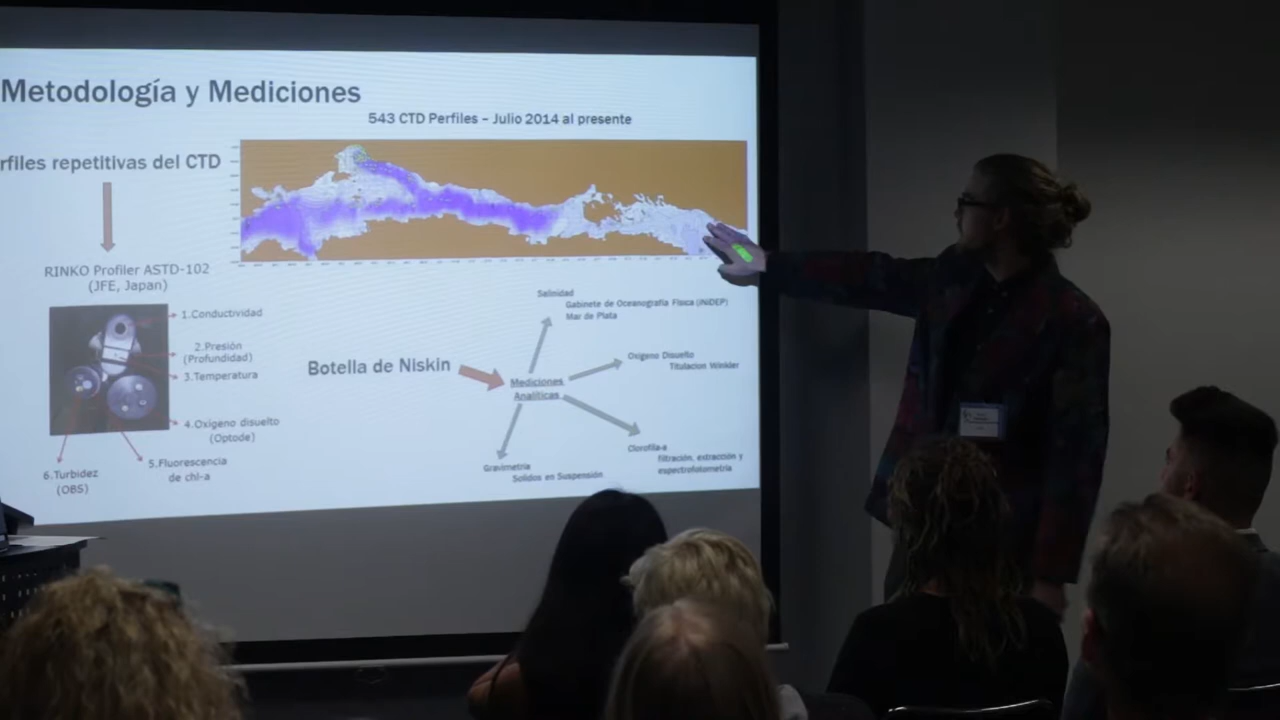 Metodología y Mediciones
543 CTD Perfiles – Julio 2014 al presente
rfiles repetitivas del CTD
RINKO Profiler ASTD-102
(JFE, Japan)
1.Conductividad
2.Presión
(Profundidad)
3.Temperatura
4.Oxigeno disuelto
(Optode)
5.Fluorescencia
de chl-a
6.Turbidez
(OBS)
Botella de Niskin
Mediciones
Analíticas
Salinidad
Gabinete de Oceanografía Física (INIDEP)
Mar de Plata
Oxigeno Disuelto
Titulacion Winkler
Clorofila-a
filtración, extracción y
espectrofotometria
Gravimetría
Solidos en Suspensión